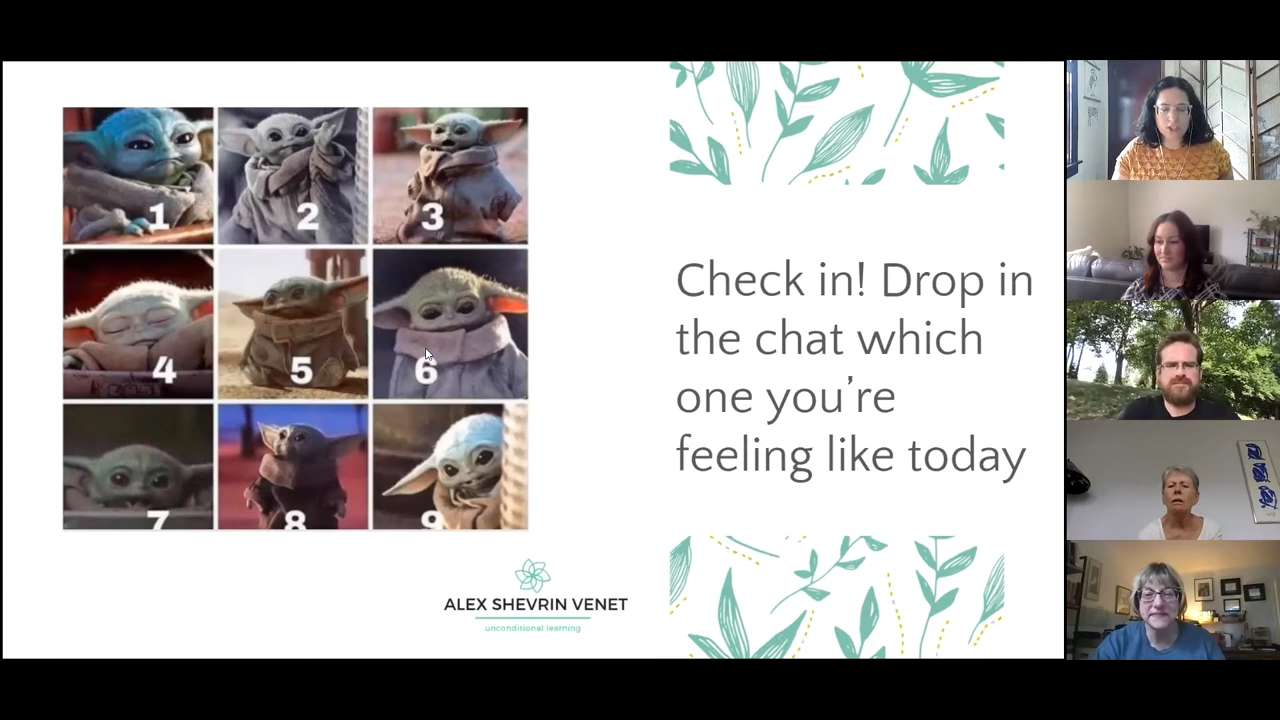 1
2
3
4
5
6
7
8
9
Check in! Drop in
the chat which
one you’re
feeling like today
ALEX SHEVRIN VENET
unconditional learning